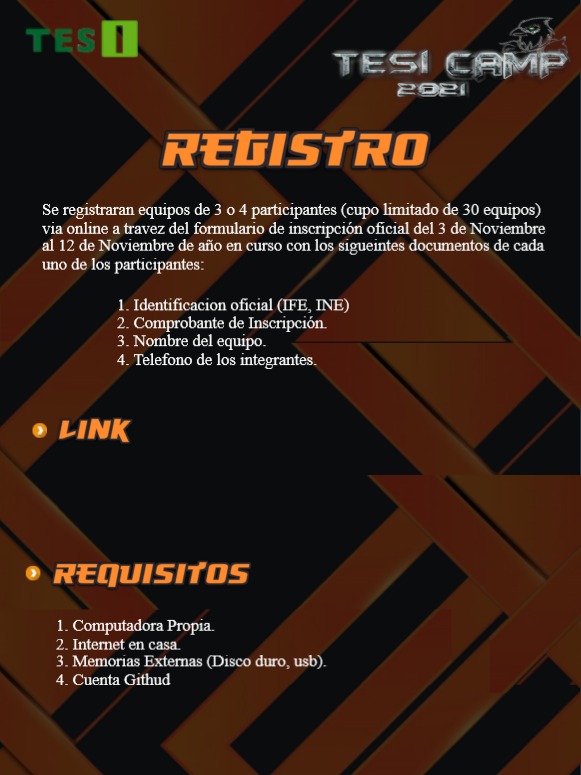 TESI
TESI CAMP
2021
REGISTRO
Se registraran equipos de 3 o 4 participantes (cupo limitado de 30 equipos)
via online a travez del formulario de inscripción oficial del 3 de Noviembre
al 12 de Noviembre de año en curso con los sigueintes documentos de cada
uno de los participantes:
1. Identificacion oficial (IFE, INE)
2. Comprobante de Inscripción.
3. Nombre del equipo.
4. Telefono de los integrantes.
LINK
REQUISITOS
1. Computadora Propia.
2. Internet en casa.
3. Memorias Externas (Disco duro, usb).
4. Cuenta Githud